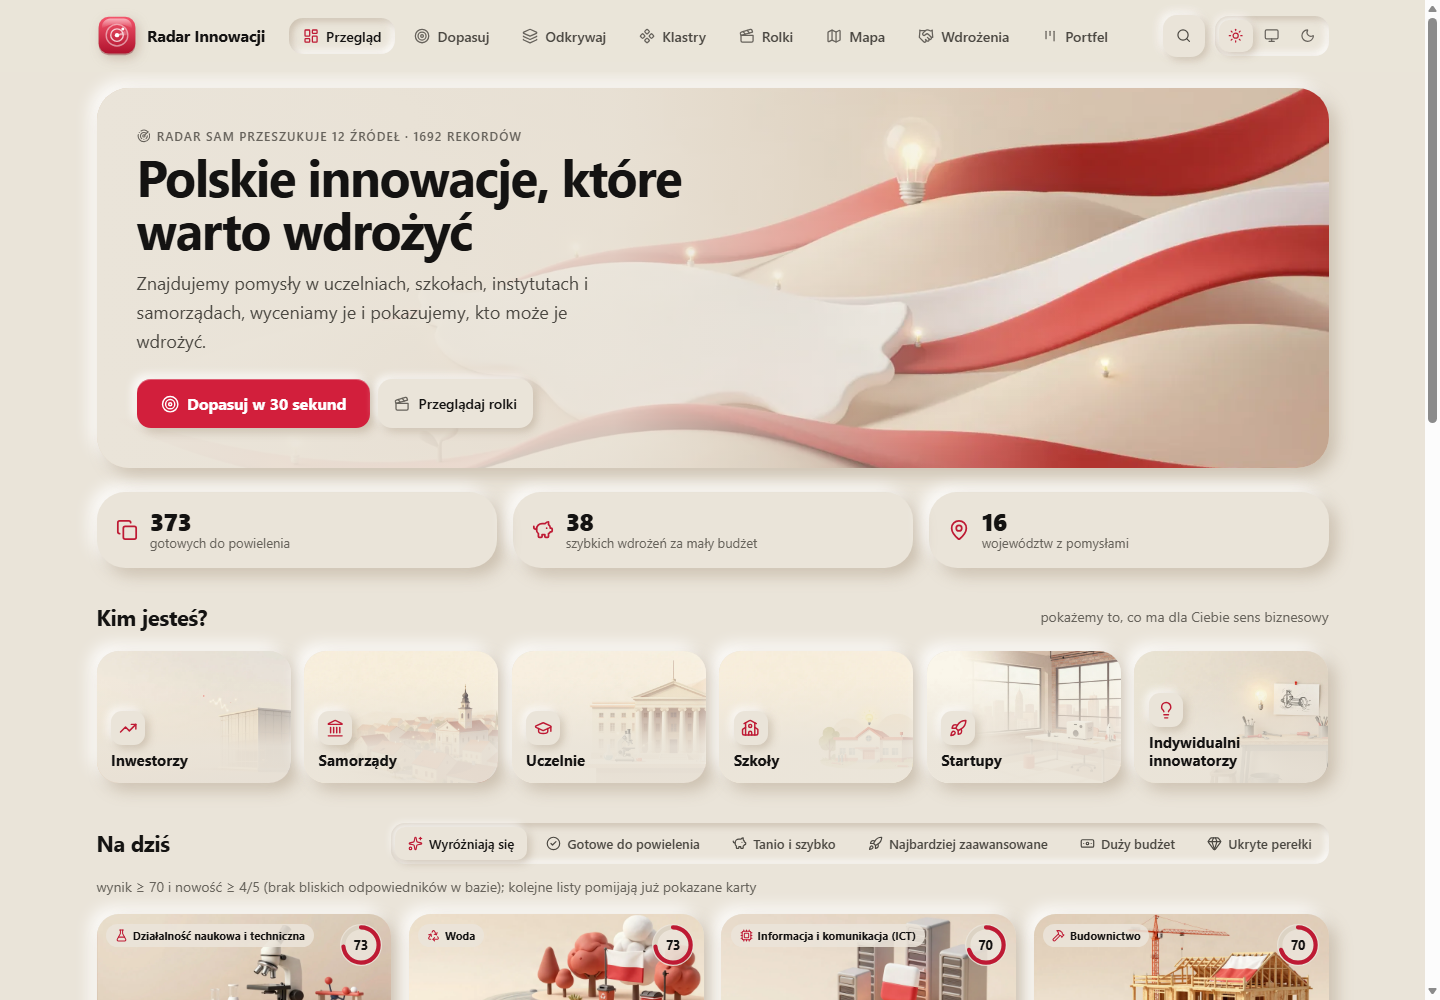 Radar Innowacji
Przegląd
Dopasuj
Odkrywaj
Klastry
Rolki
Mapa
Wdrożenia
Portfel
RADAR SAM PRZESZUKUJE 12 ŹRÓDEŁ · 1692 REKORDÓW
Polskie innowacje, które
warto wdrożyć
Znajdujemy pomysły w uczelniach, szkołach, instytutach i
samorządach, wyceniamy je i pokazujemy, kto może je
wdrożyć.
Dopasuj w 30 sekund
Przeglądaj rolki
373
gotowych do powielenia
38
szybkich wdrożeń za mały budżet
16
województw z pomysłami
Kim jesteś?
pokażemy to, co ma dla Ciebie sens biznesowy
Inwestorzy
Samorządy
Uczelnie
Szkoły
Startupy
Indywidualni
innowatorzy
Na dziś
Wyróżniają się
Gotowe do powielenia
Tanio i szybko
Najbardziej zaawansowane
Duży budżet
Ukryte perełki
wynik ≥ 70 i nowość ≥ 4/5 (brak bliskich odpowiedników w bazie); kolejne listy pomijają już pokazane karty
Działalność naukowa i techniczna
73
Woda
73
Informacja i komunikacja (ICT)
70
Budownictwo
70